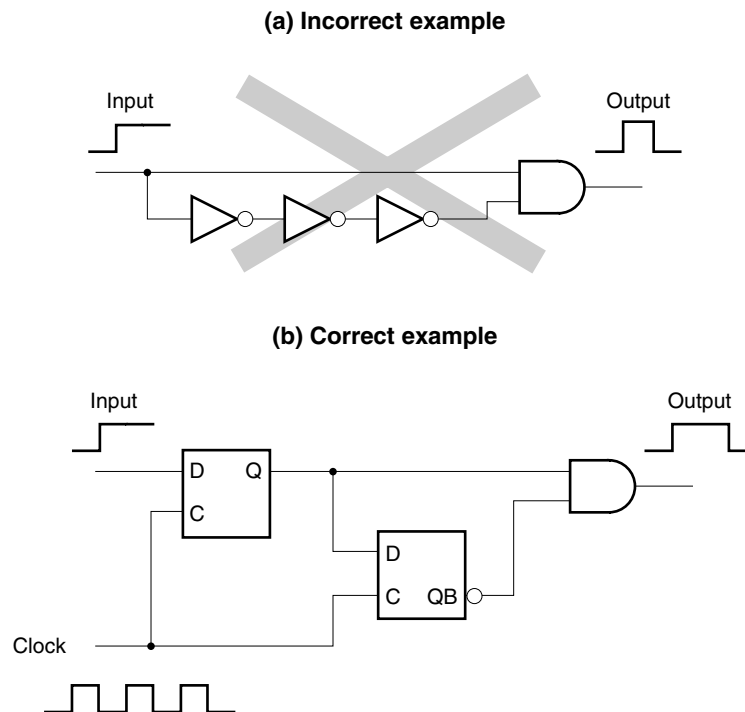 (a) Incorrect example
Input
Output
(b) Correct example
Input
Output
D Q
C
D
C QB
Clock